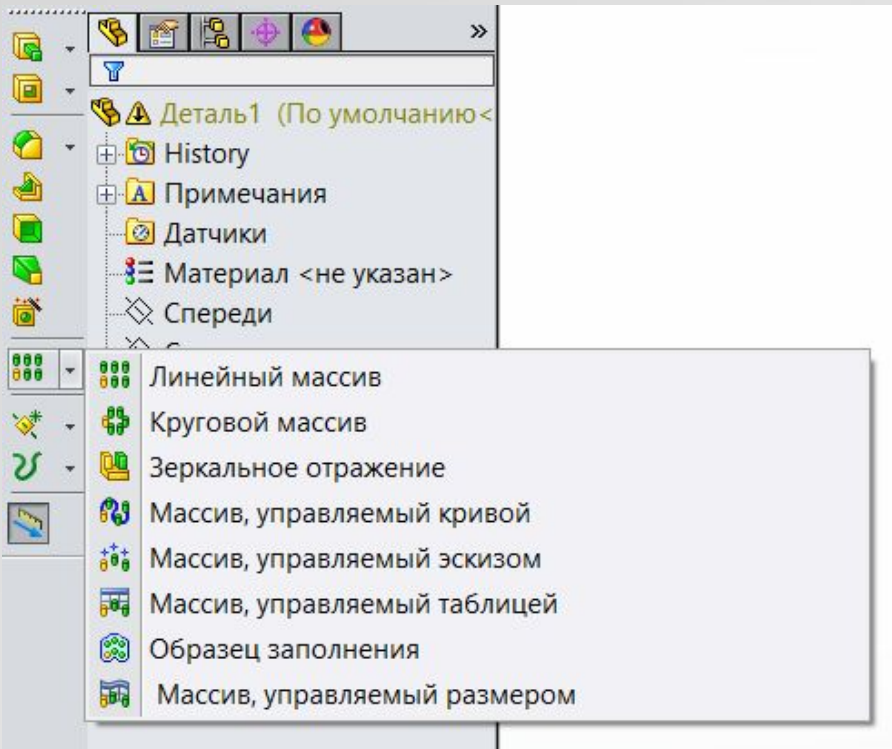 »
Деталь1 (По умолчанию<
History
Примечания
Датчики
Материал <не указан>
Спереди
Линейный массив
Круговой массив
Зеркальное отражение
Массив, управляемый кривой
Массив, управляемый эскизом
Массив, управляемый таблицей
Образец заполнения
Массив, управляемый размером